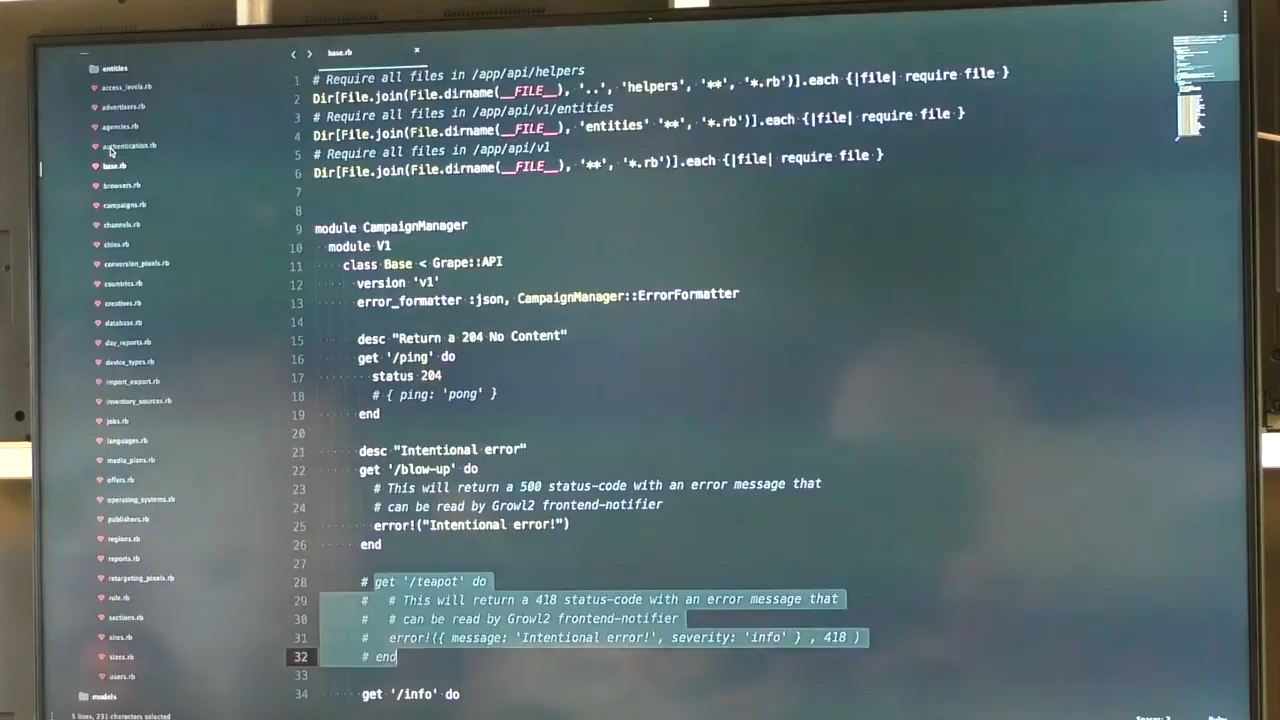 entities
access_levels.rb
advertisers.rb
agencies.rb
authentication.rb
base.rb
browsers.rb
campaigns.rb
channels.rb
cities.rb
conversion_pixels.rb
countries.rb
creatives.rb
database.rb
day_reports.rb
device_types.rb
import_export.rb
inventory_sources.rb
jobs.rb
languages.rb
media_plans.rb
offers.rb
operating_systems.rb
publishers.rb
regions.rb
reports.rb
retargeting_pixels.rb
role.rb
sections.rb
sites.rb
sizes.rb
users.rb
models
5 lines, 231 characters selected
base.rb
1 # Require all files in /app/api/helpers
2 Dir[File.join(File.dirname(__FILE__), '..', 'helpers', '**', '*.rb')].each {|file| require file }
3 # Require all files in /app/api/v1/entities
4 Dir[File.join(File.dirname(__FILE__), 'entities' '**', '*.rb')].each {|file| require file }
5 # Require all files in /app/api/v1
6 Dir[File.join(File.dirname(__FILE__), '**', '*.rb')].each {|file| require file }
7
8
9 module CampaignManager
10 module V1
11 class Base < Grape::API
12 version 'v1'
13 error_formatter :json, CampaignManager::ErrorFormatter
14
15 desc "Return a 204 No Content"
16 get '/ping' do
17 status 204
18 # { ping: 'pong' }
19 end
20
21 desc "Intentional error"
22 get '/blow-up' do
23 # This will return a 500 status-code with an error message that
24 # can be read by Growl2 frontend-notifier
25 error!("Intentional error!")
26 end
27
28 # get '/teapot' do
29 # # This will return a 418 status-code with an error message that
30 # # can be read by Growl2 frontend-notifier
31 # error!({ message: 'Intentional error!', severity: 'info' } , 418 )
32 # end
33
34 get '/info' do